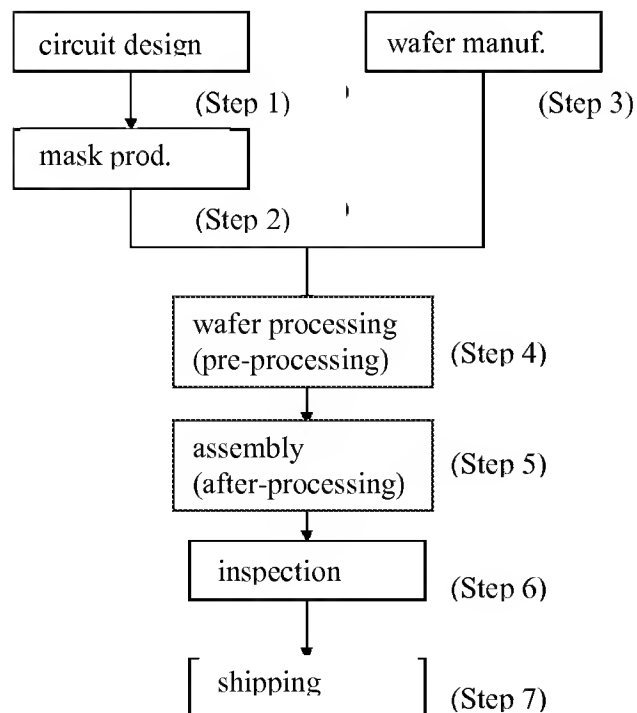 circuit design
wafer manuf.
(Step 1)
(Step 3)
mask prod.
(Step 2)
wafer processing
(pre-processing)
(Step 4)
assembly
(after-processing)
(Step 5)
inspection
(Step 6)
shipping
(Step 7)